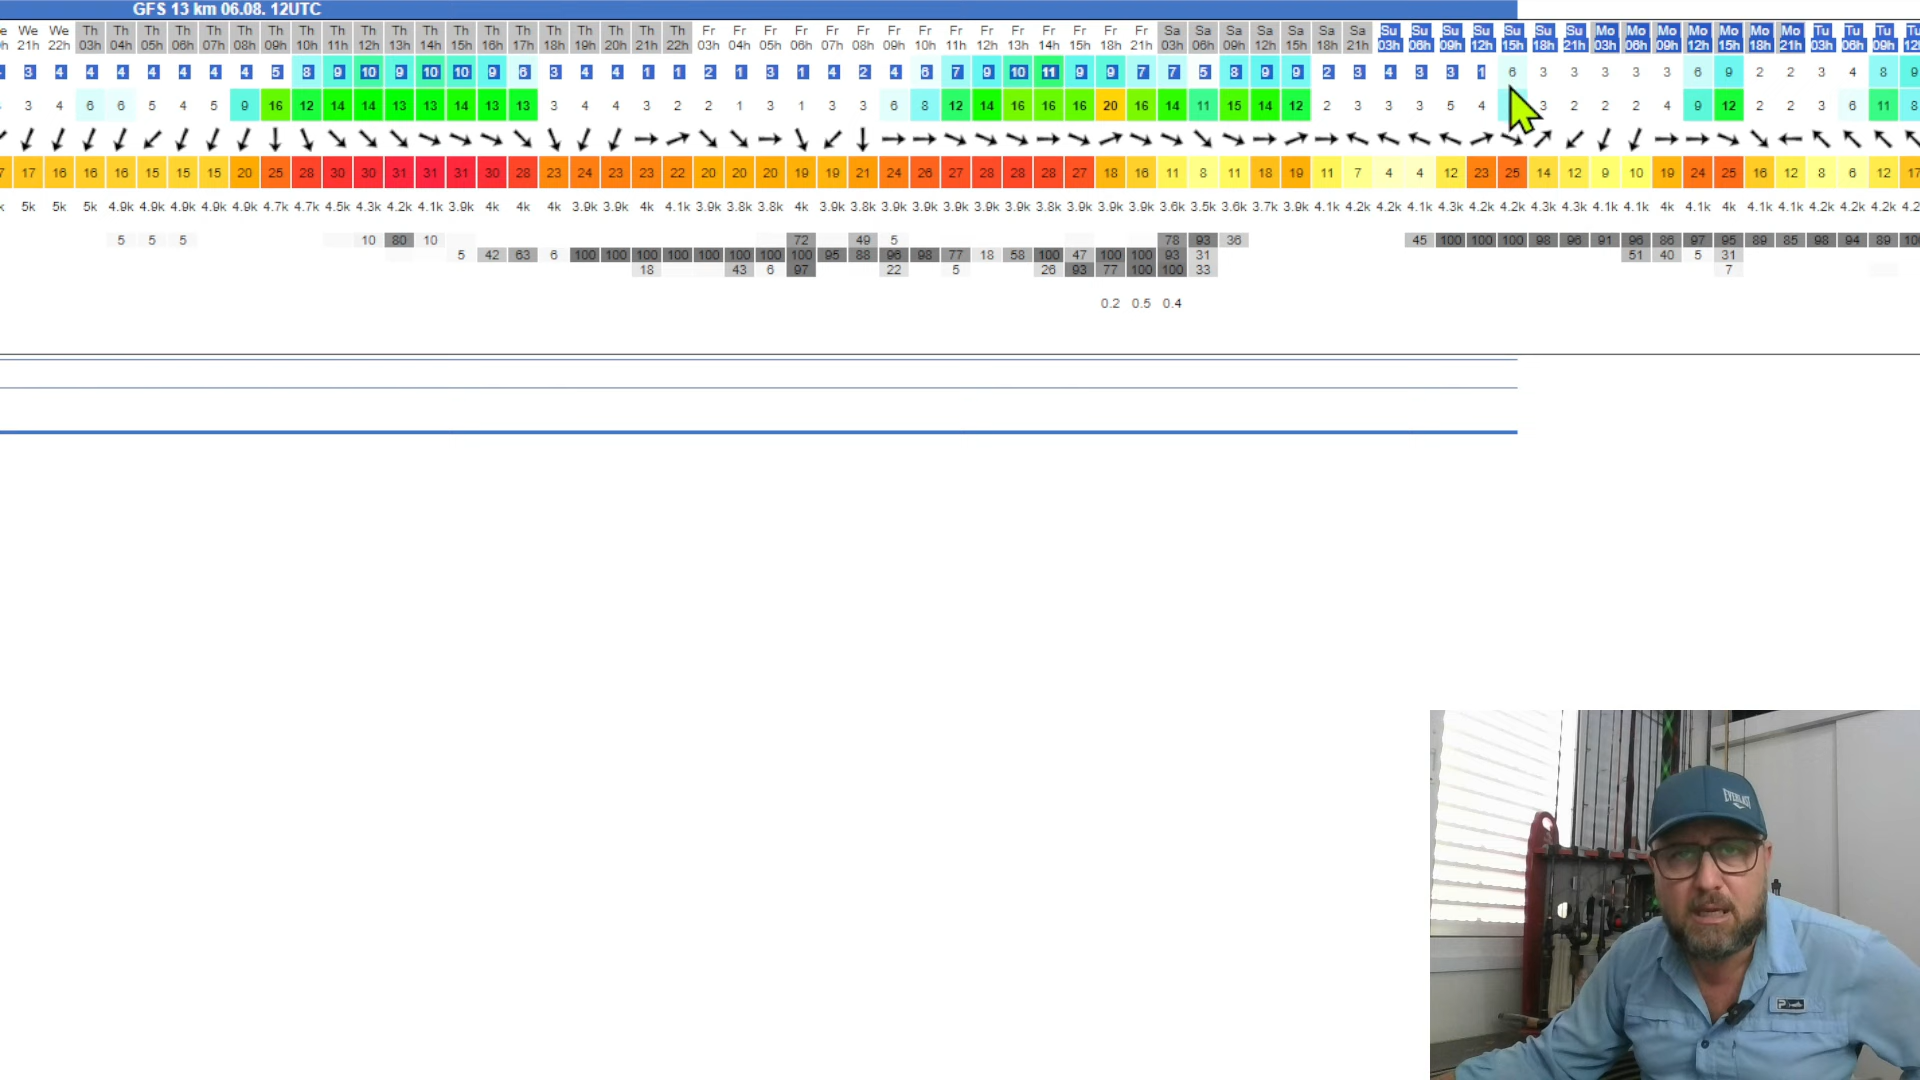 GFS 13 km 06.08. 12UTC
We We Th Th Th Th Th Th Th Th Th Th Th Th Th Th Th Th Th Th Th Fr Fr Fr Fr Fr Fr Fr Fr Fr Fr Fr Fr Fr Fr Fr Sa Sa Sa Sa Sa Sa Sa Su Su Su Su Su Su Su Mo Mo Mo Mo Mo Mo Mo Tu Tu Tu Tu
21h 22h 03h 04h 05h 06h 07h 08h 09h 10h 11h 12h 13h 14h 15h 16h 17h 18h 19h 20h 21h 22h 03h 04h 05h 06h 07h 08h 09h 10h 11h 12h 13h 14h 15h 18h 21h 03h 06h 09h 12h 15h 18h 21h 03h 06h 09h 12h 15h 18h 21h 03h 06h 09h 12h 15h 18h 21h 03h 06h 09h
3 4 4 4 4 4 4 4 5 8 9 10 9 10 10 9 6 3 4 4 1 1 2 1 3 1 4 2 4 6 7 9 10 11 9 9 7 7 5 8 9 9 2 3 4 3 3 1 6 3 3 3 3 3 6 9 2 2 3 4 8 9
3 4 6 6 5 4 5 9 16 12 14 14 13 13 14 13 13 3 4 4 3 2 2 1 3 1 3 3 6 8 12 14 16 16 16 20 16 14 11 15 14 12 2 3 3 3 5 4 3 2 2 2 4 9 12 2 2 3 6 11 8
17 16 16 16 15 15 15 20 25 28 30 30 31 31 31 30 28 23 24 23 23 22 20 20 20 19 19 21 24 26 27 28 28 28 27 18 16 11 8 11 18 19 11 7 4 4 12 23 25 14 12 9 10 19 24 25 16 12 8 6 12 17
5k 5k 5k 4.9k 4.9k 4.9k 4.9k 4.9k 4.7k 4.7k 4.5k 4.3k 4.2k 4.1k 3.9k 4k 4k 4k 3.9k 3.9k 4k 4.1k 3.9k 3.8k 3.8k 4k 3.9k 3.8k 3.9k 3.9k 3.9k 3.9k 3.9k 3.8k 3.9k 3.9k 3.9k 3.6k 3.5k 3.6k 3.7k 3.9k 4.1k 4.2k 4.2k 4.1k 4.3k 4.2k 4.2k 4.3k 4.3k 4.1k 4.1k 4k 4.1k 4k 4.1k 4.1k 4.2k 4.2k 4.2k
5 5 5 10 80 10 72 49 5 78 93 36 45 100 100 100 98 96 91 96 86 97 95 89 85 98 94 89
5 42 63 6 100 100 100 100 100 100 100 100 95 88 96 98 77 18 58 100 47 100 100 93 31 51 40 5 31
18 43 6 97 22 5 26 93 77 100 100 33 7
0.2 0.5 0.4
EVERLAST